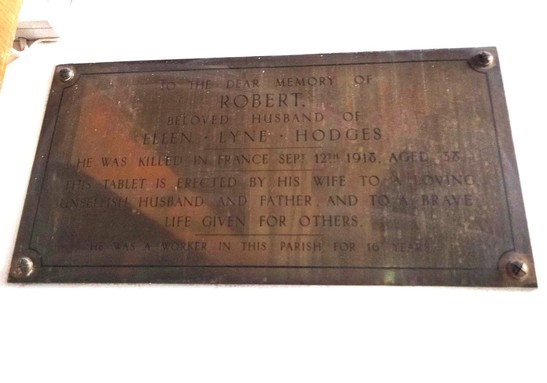 TO THE DEAR MEMORY OF
ROBERT,
BELOVED HUSBAND OF
ELLEN · LYNE · HODGES
HE WAS KILLED IN FRANCE SEPT 12TH 1918, AGED 38.
THIS TABLET IS ERECTED BY HIS WIFE TO A LOVING,
UNSELFISH HUSBAND AND FATHER, AND TO A BRAVE
LIFE GIVEN FOR OTHERS.
HE WAS A WORKER IN THIS PARISH FOR 16 YEARS.